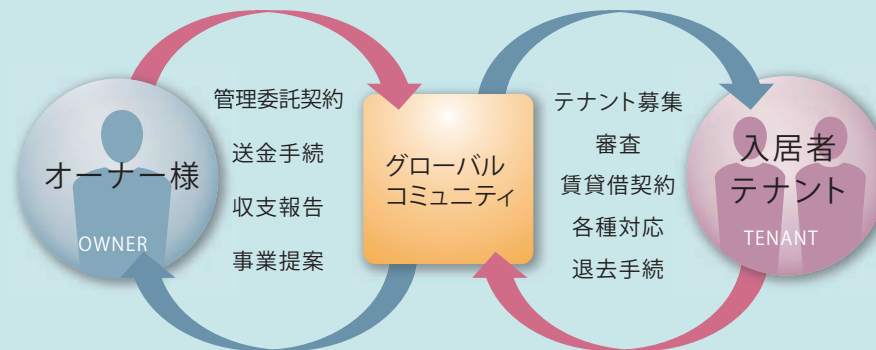 オーナー様
OWNER
管理委託契約
送金手続
収支報告
事業提案
グローバル
コミュニティ
テナント募集
審査
賃貸借契約
各種対応
退去手続
入居者
テナント
TENANT